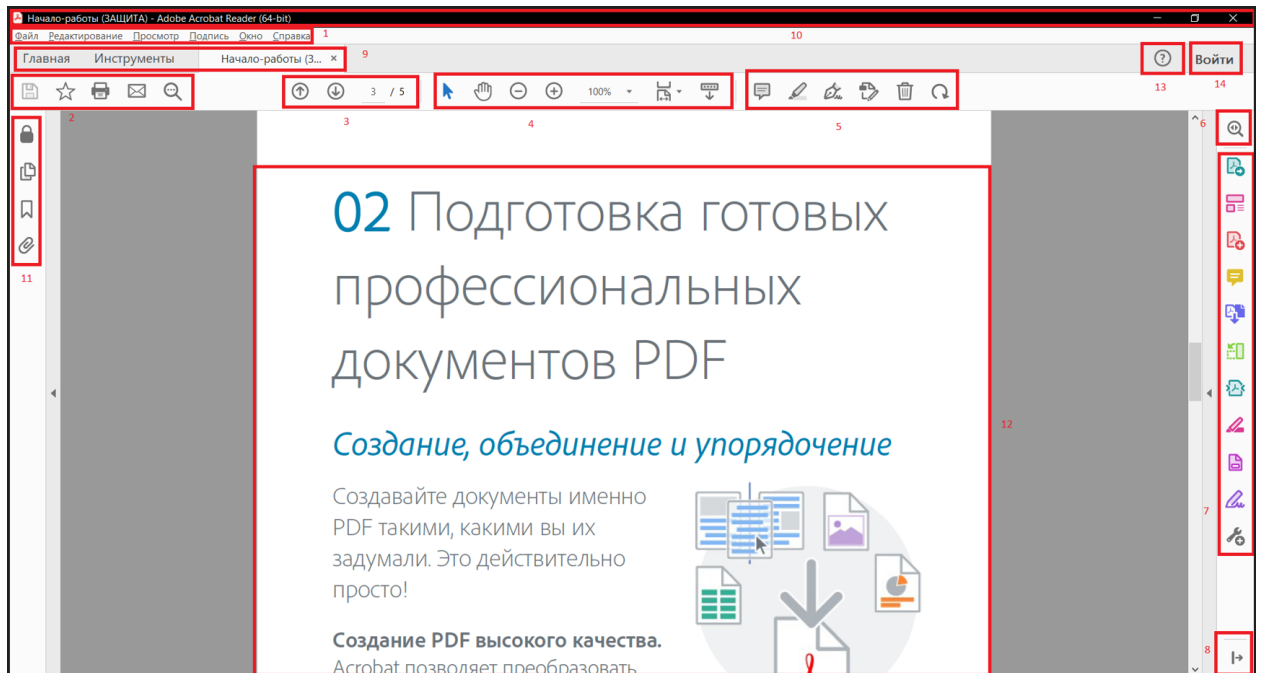 Начало-работы (ЗАЩИТА) - Adobe Acrobat Reader (64-bit)
Файл Редактирование Просмотр Подпись Окно Справка 1 10
Главная Инструменты Начало-работы (З... × 9 ? Войти
13 14
3 / 5 100%
2 3 4 5 6
11
02 Подготовка готовых
профессиональных
документов PDF
12
Создание, объединение и упорядочение
Создавайте документы именно
PDF такими, какими вы их
7
задумали. Это действительно
просто!
Создание PDF высокого качества.
8
Acrobat позволяет преобразовать